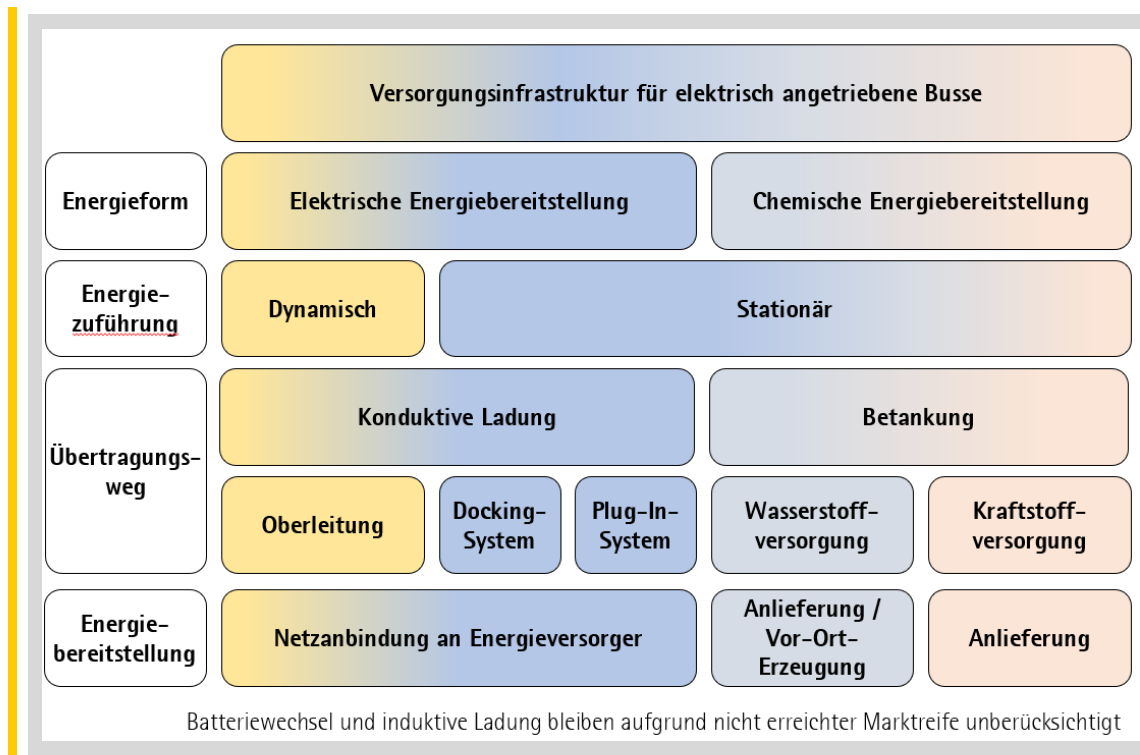 Versorgungsinfrastruktur für elektrisch angetriebene Busse
Energieform
Elektrische Energiebereitstellung
Chemische Energiebereitstellung
Energie-
zuführung
Dynamisch
Stationär
Übertragungs-
weg
Konduktive Ladung
Betankung
Oberleitung
Docking-
System
Plug-In-
System
Wasserstoff-
versorgung
Kraftstoff-
versorgung
Energie-
bereitstellung
Netzanbindung an Energieversorger
Anlieferung /
Vor-Ort-
Erzeugung
Anlieferung
Batteriewechsel und induktive Ladung bleiben aufgrund nicht erreichter Marktreife unberücksichtigt